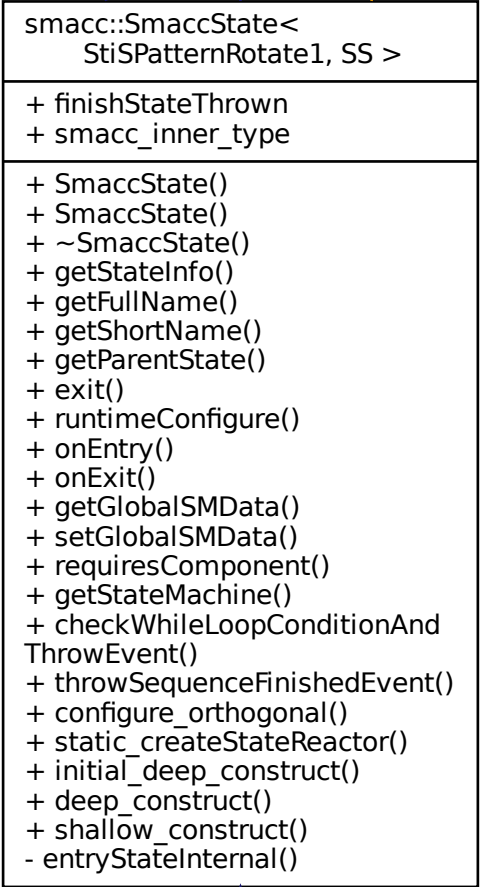 smacc::SmaccState<
StiSPatternRotate1, SS >
+ finishStateThrown
+ smacc_inner_type
+ SmaccState()
+ SmaccState()
+ ~SmaccState()
+ getStateInfo()
+ getFullName()
+ getShortName()
+ getParentState()
+ exit()
+ runtimeConfigure()
+ onEntry()
+ onExit()
+ getGlobalSMData()
+ setGlobalSMData()
+ requiresComponent()
+ getStateMachine()
+ checkWhileLoopConditionAnd
ThrowEvent()
+ throwSequenceFinishedEvent()
+ configure_orthogonal()
+ static_createStateReactor()
+ initial_deep_construct()
+ deep_construct()
+ shallow_construct()
- entryStateInternal()